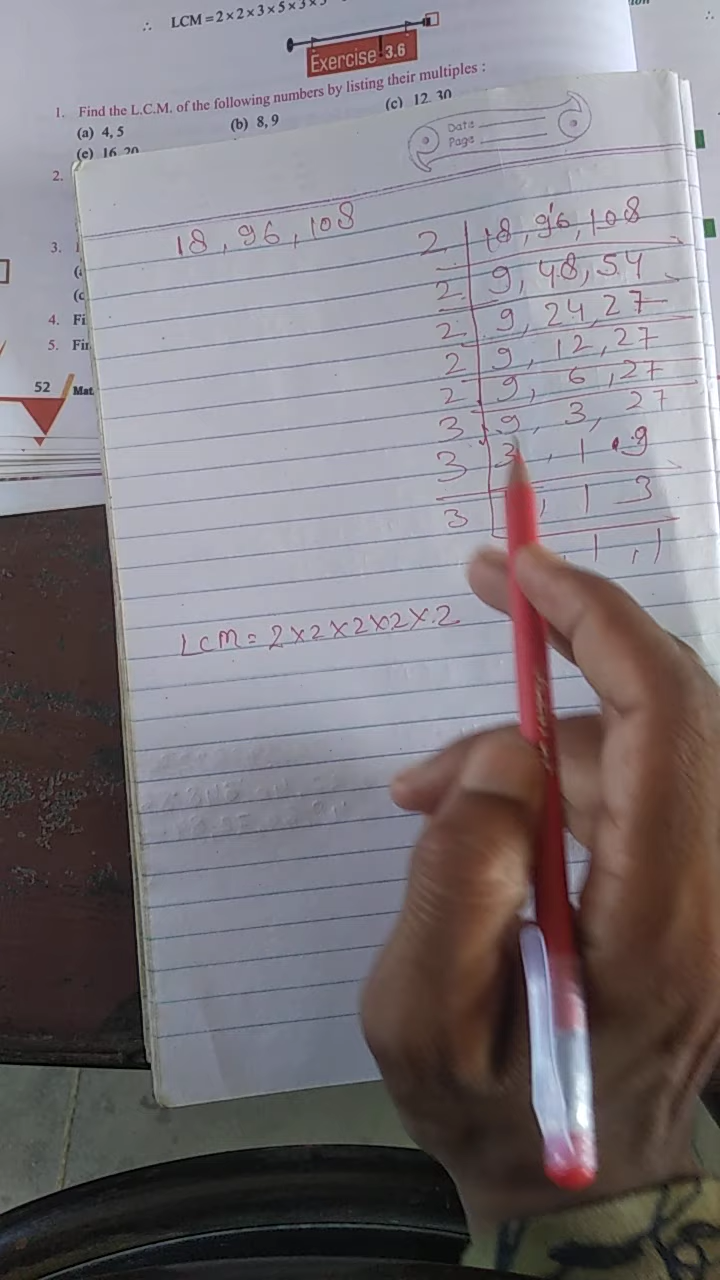 ∴ LCM = 2 × 2 × 3 × 5 × 3 ×
Exercise 3.6
1. Find the L.C.M. of the following numbers by listing their multiples :
(a) 4, 5 (b) 8, 9 (c) 12, 30
(e) 16, 20
Date
Page
2.
3.
4. Fi
5. Fin
52 Mat
18, 96, 108
2 | 18, 96, 108
2 | 9, 48, 54
2 | 9, 24, 27
2 | 9, 12, 27
2 | 9, 6, 27
3 | 9, 3, 27
3 | 3, 1 9
3 | , 1 3
, 1, 1
LCM = 2×2×2×2×2